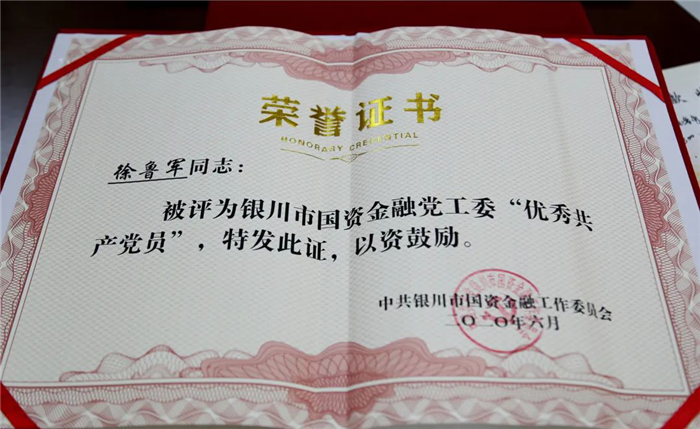 荣誉证书
HONORARY CREDENTIAL
徐鲁军同志：
被评为银川市国资金融党工委“优秀共
产党员”，特发此证，以资鼓励。
中共银川市国资金融工作委员会
二〇二〇年六月